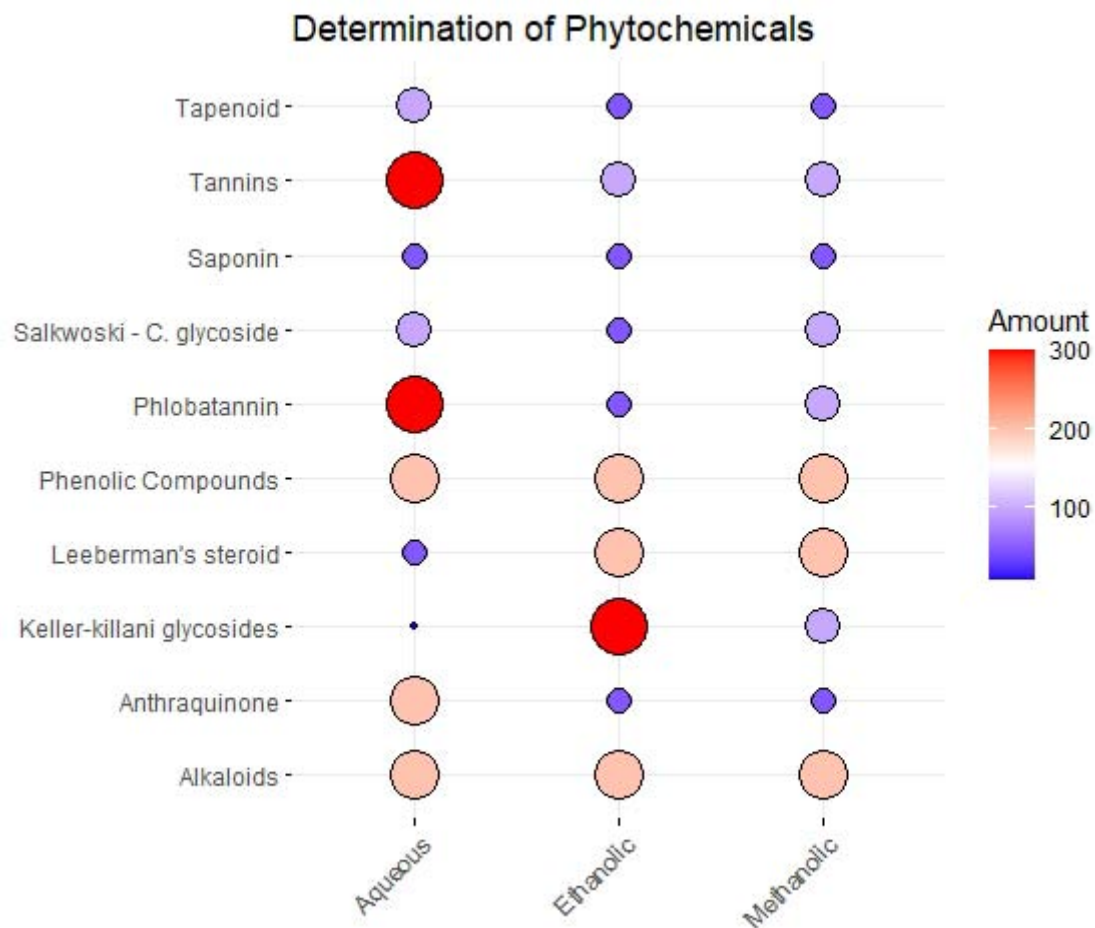 Determination of Phytochemicals
Tapenoid
Tannins
Saponin
Salkwoski - C. glycoside
Phlobatannin
Phenolic Compounds
Leeberman's steroid
Keller-killani glycosides
Anthraquinone
Alkaloids
Aqueous
Ethanolic
Methanolic
Amount
300
200
100